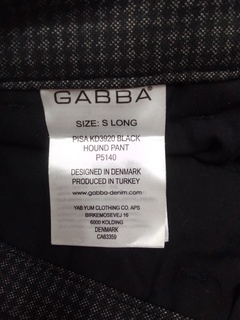 GABBA
SIZE: S LONG
PISA KD3920 BLACK
HOUND PANT
P5140
DESIGNED IN DENMARK
PRODUCED IN TURKEY
www.gabba-denim.com
YAB YUM CLOTHING CO. APS
BIRKEMOSEVEJ 16
6000 KOLDING
DENMARK
CA63359